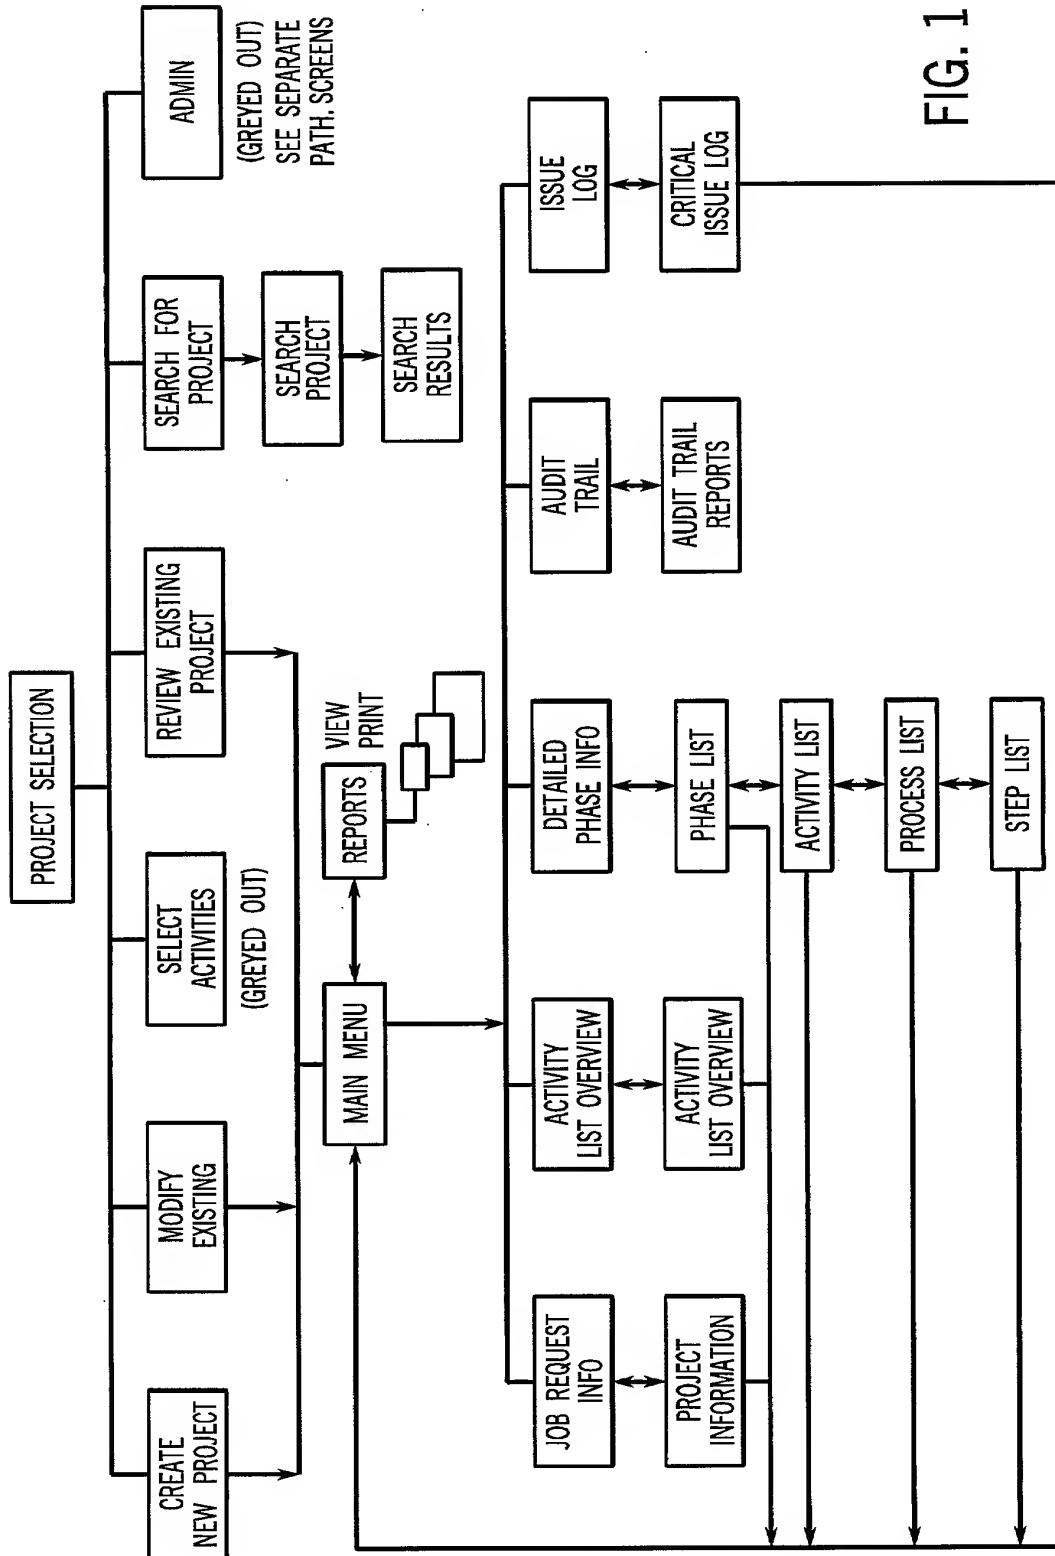 PROJECT SELECTION
CREATE
NEW PROJECT
MODIFY
EXISTING
SELECT
ACTIVITIES
(GREYED OUT)
REVIEW EXISTING
PROJECT
SEARCH FOR
PROJECT
SEARCH
PROJECT
SEARCH
RESULTS
ADMIN
(GREYED OUT)
SEE SEPARATE
PATH. SCREENS
MAIN MENU
REPORTS
VIEW
PRINT
JOB REQUEST
INFO
PROJECT
INFORMATION
ACTIVITY
LIST OVERVIEW
ACTIVITY
LIST OVERVIEW
DETAILED
PHASE INFO
PHASE LIST
ACTIVITY LIST
PROCESS LIST
STEP LIST
AUDIT
TRAIL
AUDIT TRAIL
REPORTS
ISSUE
LOG
CRITICAL
ISSUE LOG
FIG. 1